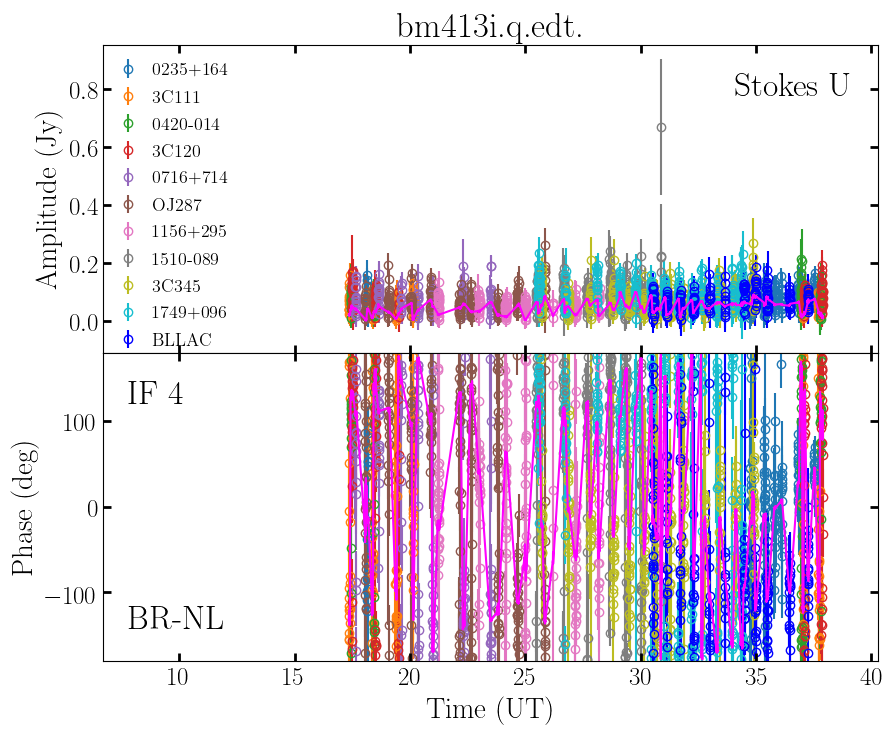 bm413i.q.edt.
Stokes U
0235+164
3C111
0420-014
3C120
0716+714
OJ287
1156+295
1510-089
3C345
1749+096
BLLAC
Amplitude (Jy)
0.8
0.6
0.4
0.2
0.0
IF 4
BR-NL
Phase (deg)
100
0
−100
10 15 20 25 30 35 40
Time (UT)